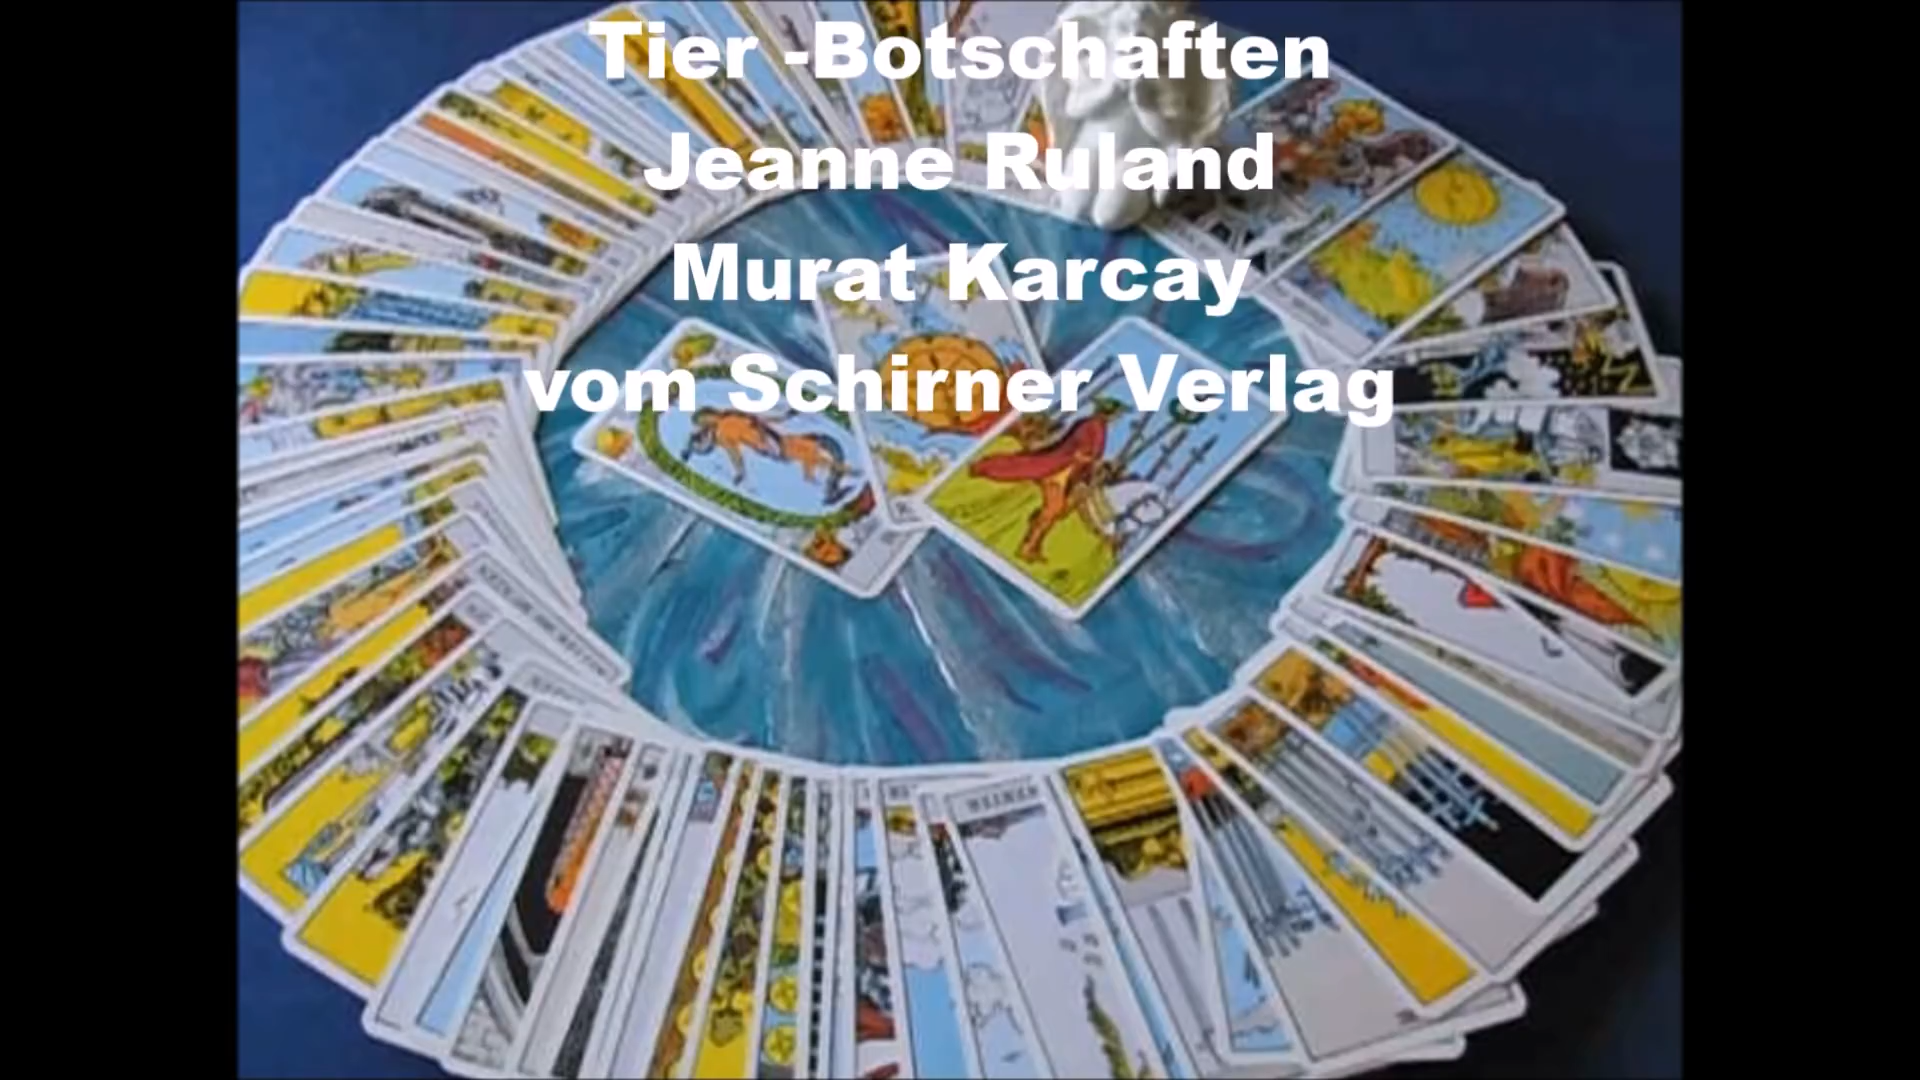 Tier -Botschaften
Jeanne Ruland
Murat Karcay
vom Schirner Verlag